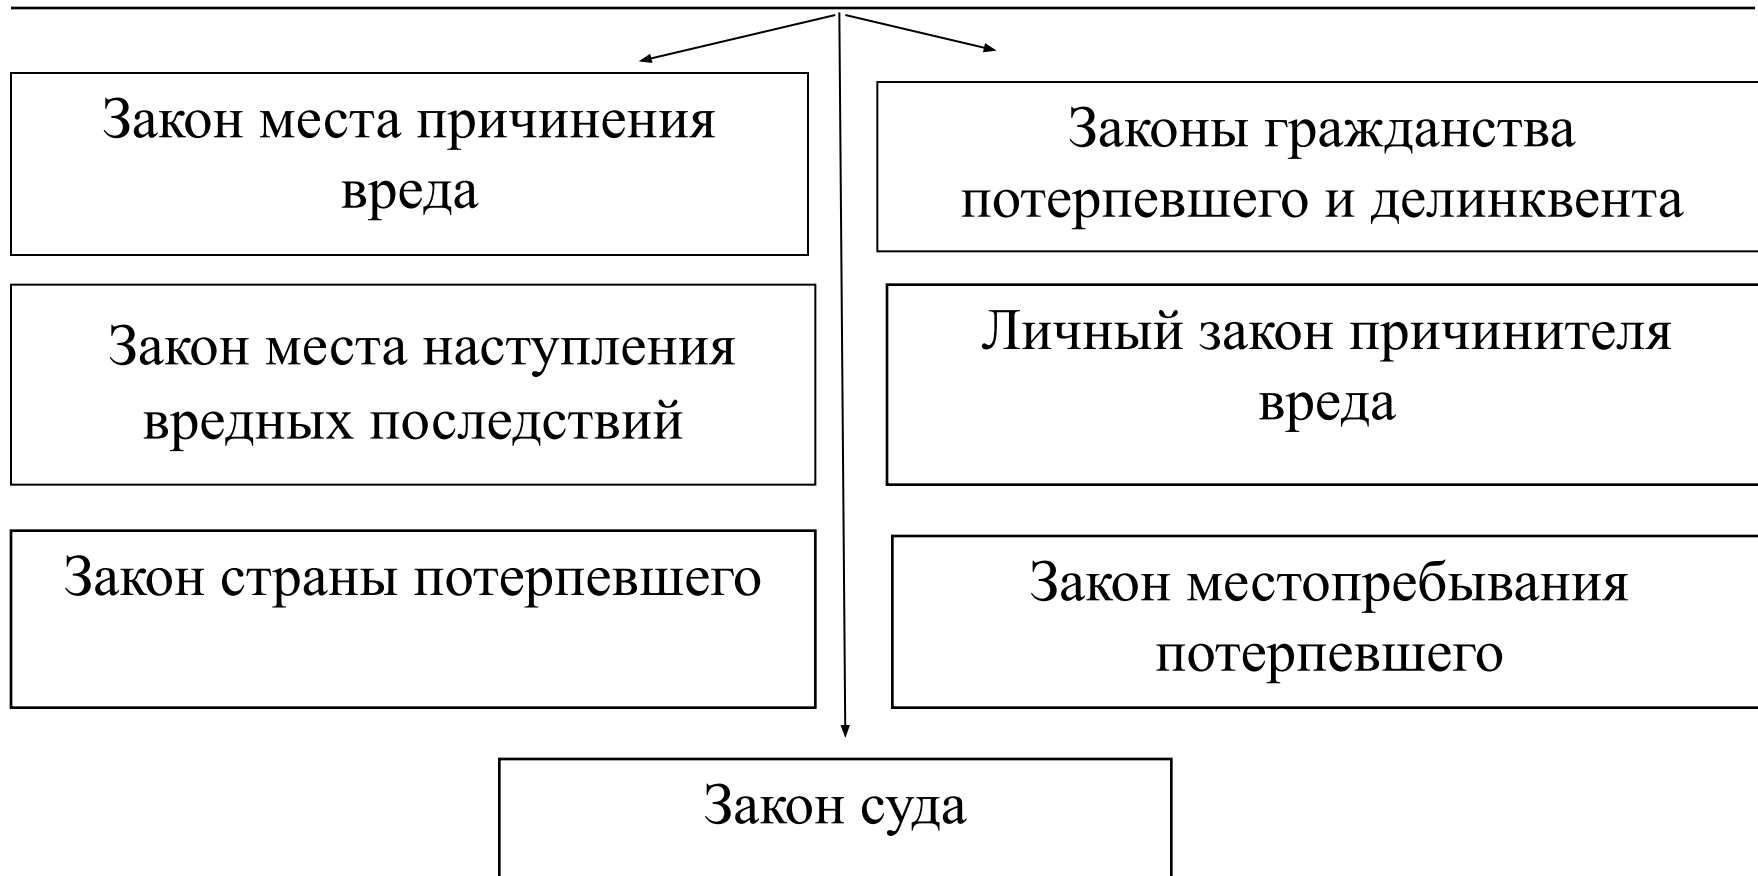 Закон места причинения
вреда
Законы гражданства
потерпевшего и делинквента
Закон места наступления
вредных последствий
Личный закон причинителя
вреда
Закон страны потерпевшего
Закон местопребывания
потерпевшего
Закон суда